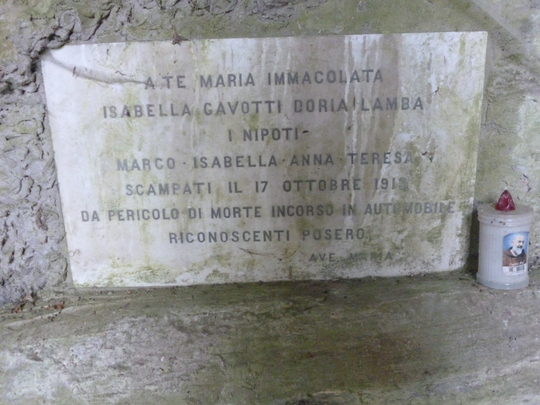 A TE MARIA IMMACOLATA
ISABELLA GAVOTTI DORIA LAMBA
I NIPOTI
MARCO · ISABELLA · ANNA · TERESA
SCAMPATI IL 17 OTTOBRE
DA PERICOLO DI MORTE INCORSO IN AUTOMOBILE
RICONOSCENTI POSERO
AVE MARIA